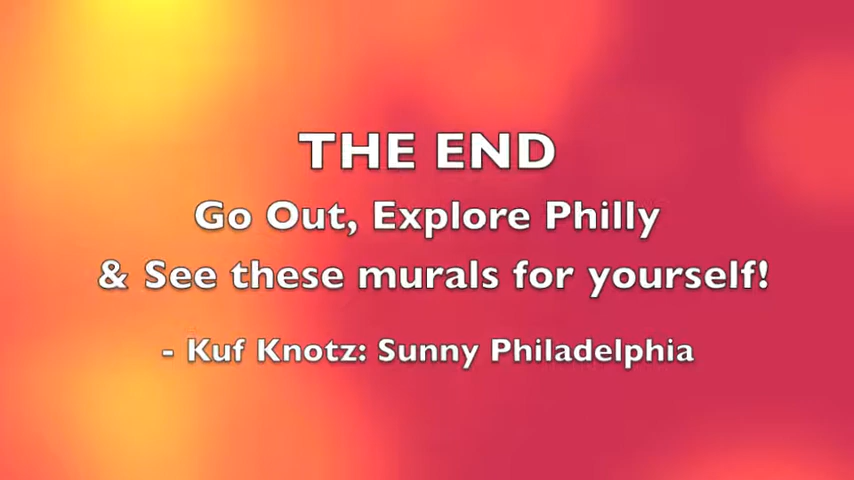 THE END
Go Out, Explore Philly
& See these murals for yourself!
- Kuf Knotz: Sunny Philadelphia